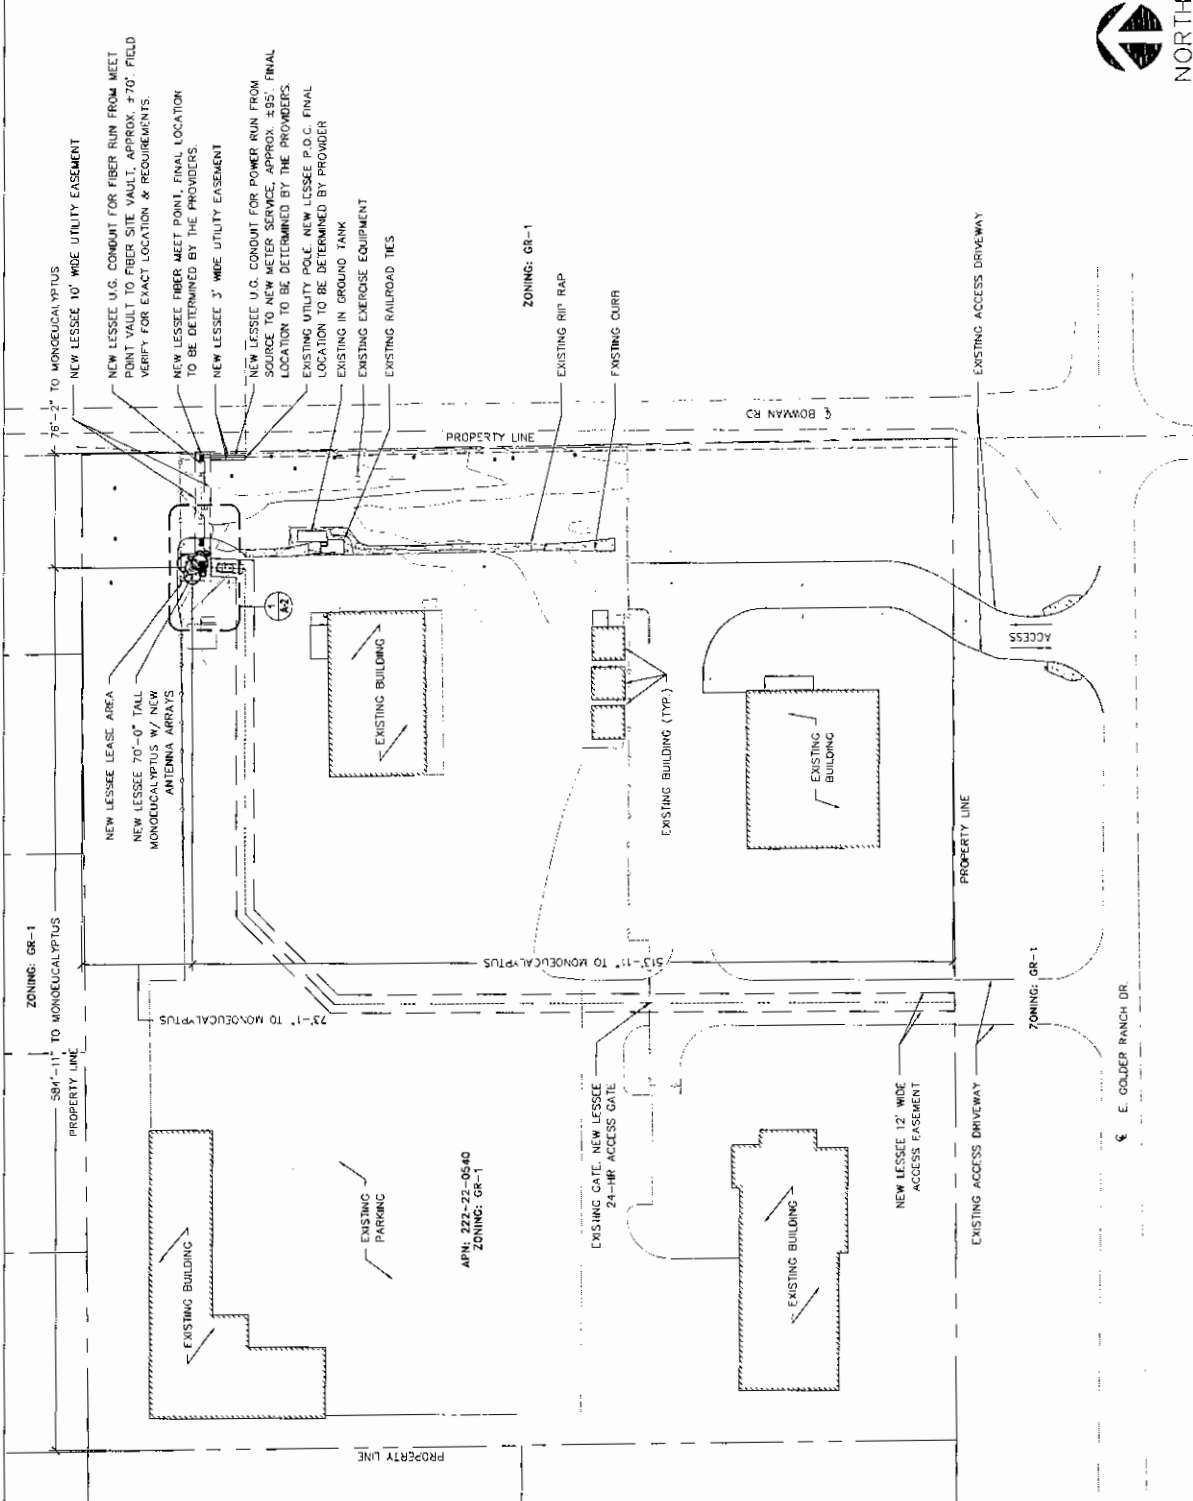 NORTH
76'-2" TO MONOEUCALYPTUS
NEW LESSEE 10' WIDE UTILITY EASEMENT
NEW LESSEE U.G. CONDUIT FOR FIBER RUN FROM MEET
POINT VAULT TO FIBER SITE VAULT, APPROX. ±70'. FIELD
VERIFY FOR EXACT LOCATION & REQUIREMENTS.
NEW LESSEE FIBER MEET POINT, FINAL LOCATION
TO BE DETERMINED BY THE PROVIDERS.
NEW LESSEE 3' WIDE UTILITY EASEMENT
NEW LESSEE U.G. CONDUIT FOR POWER RUN FROM
SOURCE TO NEW METER SERVICE, APPROX. ±95'. FINAL
LOCATION TO BE DETERMINED BY THE PROVIDERS.
EXISTING UTILITY POLE. NEW LESSEE P.O.C. FINAL
LOCATION TO BE DETERMINED BY PROVIDER
EXISTING IN GROUND TANK
EXISTING EXERCISE EQUIPMENT
EXISTING RAILROAD TIES
ZONING: GR-1
EXISTING RIP RAP
EXISTING CURB
EXISTING ACCESS DRIVEWAY
PROPERTY LINE
℄ BOWMAN RD
NEW LESSEE LEASE AREA
NEW LESSEE 70'-0" TALL
MONOEUCALYPTUS W/ NEW
ANTENNA ARRAYS
1
A-2
EXISTING BUILDING
EXISTING BUILDING (TYP.)
EXISTING
BUILDING
ACCESS
PROPERTY LINE
ZONING: GR-1
584'-11" TO MONOEUCALYPTUS
PROPERTY LINE
73'-1" TO MONOEUCALYPTUS
513'-11" TO MONOEUCALYPTUS
EXISTING BUILDING
EXISTING
PARKING
APN: 222-22-0540
ZONING: GR-1
EXISTING GATE. NEW LESSEE
24-HR ACCESS GATE
EXISTING BUILDING
NEW LESSEE 12' WIDE
ACCESS EASEMENT
EXISTING ACCESS DRIVEWAY
ZONING: GR-1
℄ E. GOLDER RANCH DR.
PROPERTY LINE